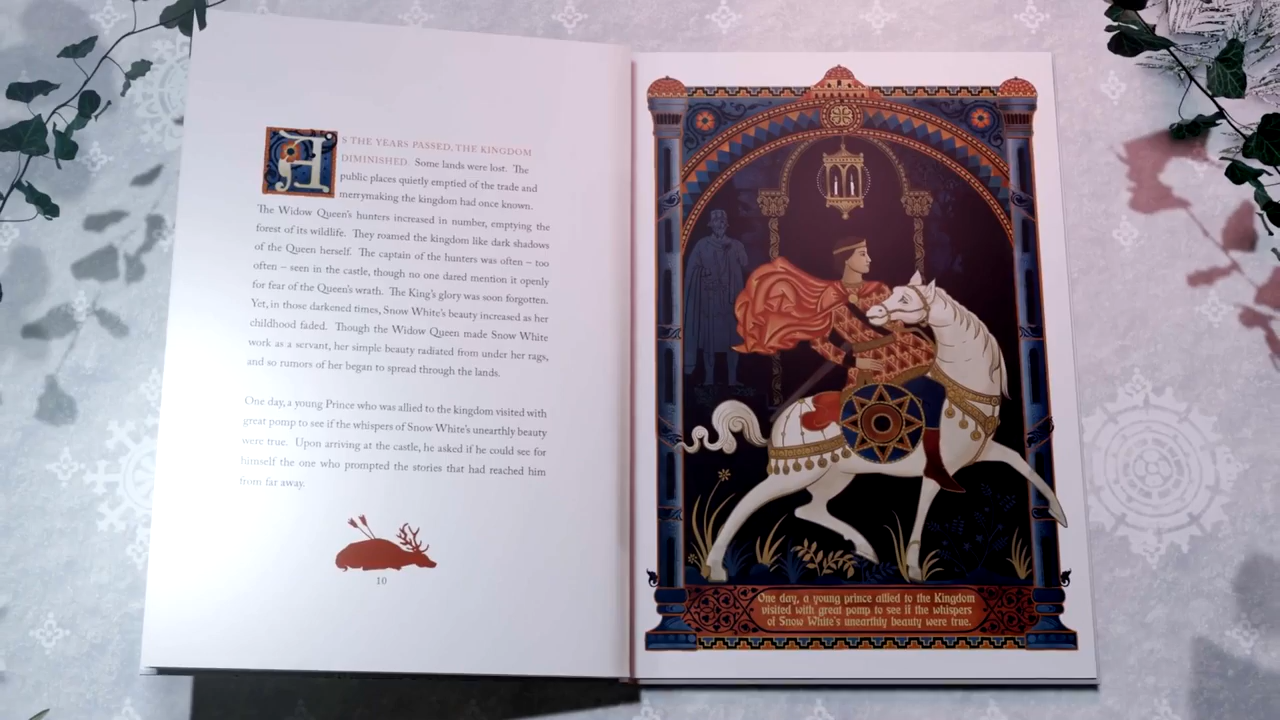 AS THE YEARS PASSED, THE KINGDOM
DIMINISHED. Some lands were lost. The
public places quietly emptied of the trade and
merrymaking the kingdom had once known.
The Widow Queen's hunters increased in number, emptying the
forest of its wildlife. They roamed the kingdom like dark shadows
of the Queen herself. The captain of the hunters was often – too
often – seen in the castle, though no one dared mention it openly
for fear of the Queen's wrath. The King's glory was soon forgotten.
Yet, in those darkened times, Snow White's beauty increased as her
childhood faded. Though the Widow Queen made Snow White
work as a servant, her simple beauty radiated from under her rags,
and so rumors of her began to spread through the lands.
One day, a young Prince who was allied to the kingdom visited with
great pomp to see if the whispers of Snow White's unearthly beauty
were true. Upon arriving at the castle, he asked if he could see for
himself the one who prompted the stories that had reached him
from far away.
10
One day, a young prince allied to the Kingdom
visited with great pomp to see if the whispers
of Snow White's unearthly beauty were true.